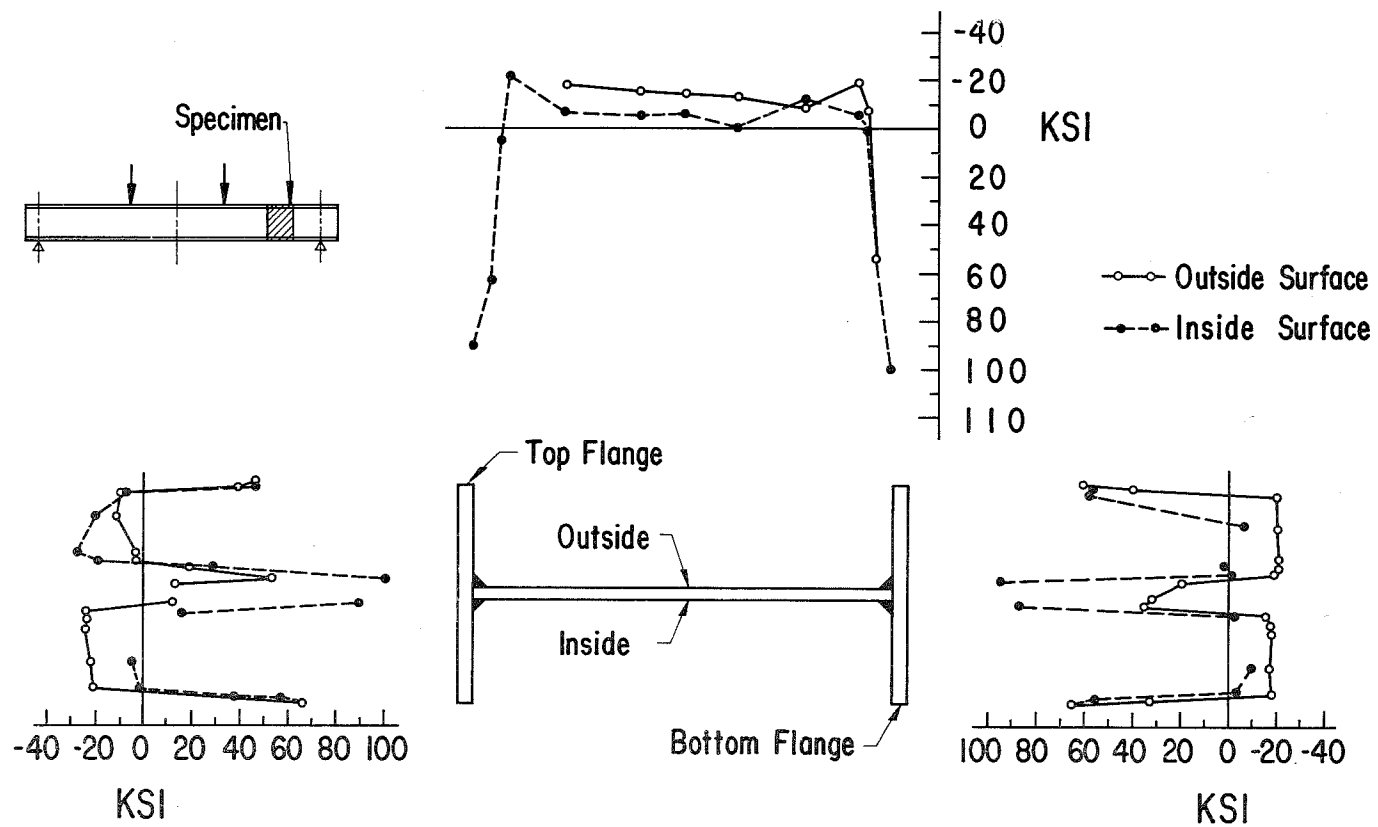 Specimen
-40
-20
0
20
40
60
80
100
110
KSI
Outside Surface
Inside Surface
Top Flange
Outside
Inside
Bottom Flange
-40 -20 0 20 40 60 80 100
KSI
100 80 60 40 20 0 -20 -40
KSI